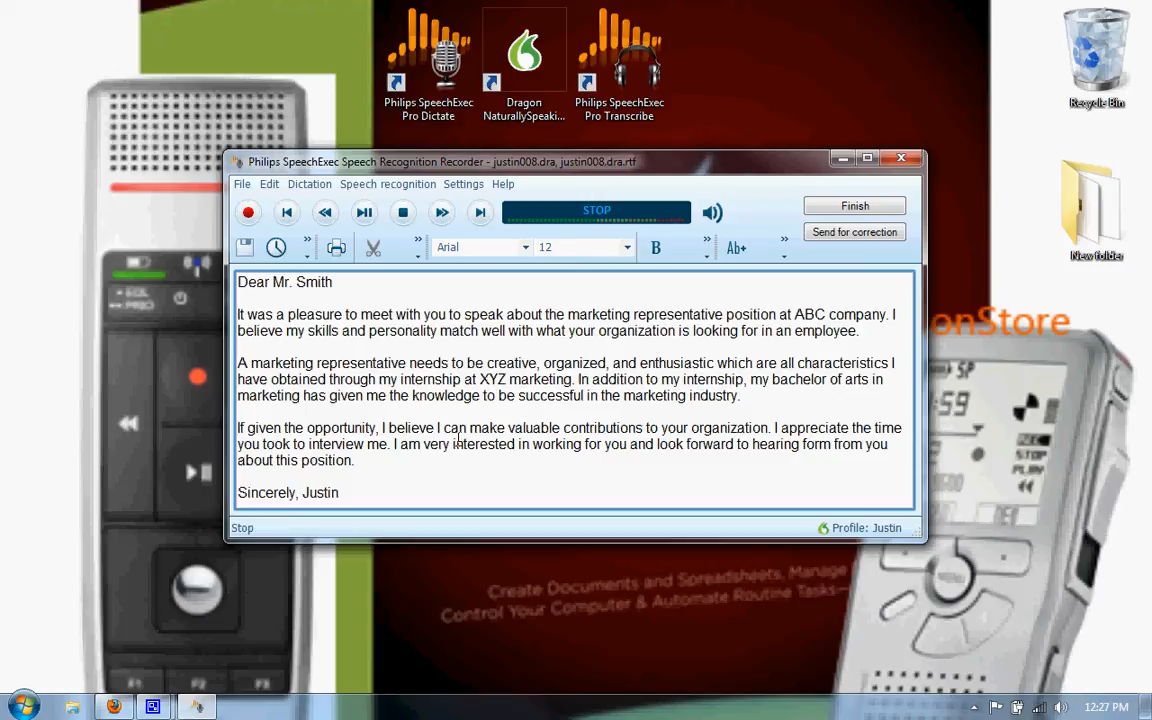 Philips SpeechExec
Pro Dictate
Dragon
NaturallySpeaki...
Philips SpeechExec
Pro Transcribe
Recycle Bin
New folder
Philips SpeechExec Speech Recognition Recorder - justin008.dra, justin008.dra.rtf
File Edit Dictation Speech recognition Settings Help
STOP
Finish
Send for correction
Arial 12 B Ab+
Dear Mr. Smith
It was a pleasure to meet with you to speak about the marketing representative position at ABC company. I
believe my skills and personality match well with what your organization is looking for in an employee.
A marketing representative needs to be creative, organized, and enthusiastic which are all characteristics I
have obtained through my internship at XYZ marketing. In addition to my internship, my bachelor of arts in
marketing has given me the knowledge to be successful in the marketing industry.
If given the opportunity, I believe I can make valuable contributions to your organization. I appreciate the time
you took to interview me. I am very interested in working for you and look forward to hearing form from you
about this position.
Sincerely, Justin
Stop
Profile: Justin
onStore
SP
:59
STOP
PLAY
Create Documents and Spreadsheets, Manage
Control Your Computer & Automate Routine Tasks—
F1 F2 F3
12:27 PM